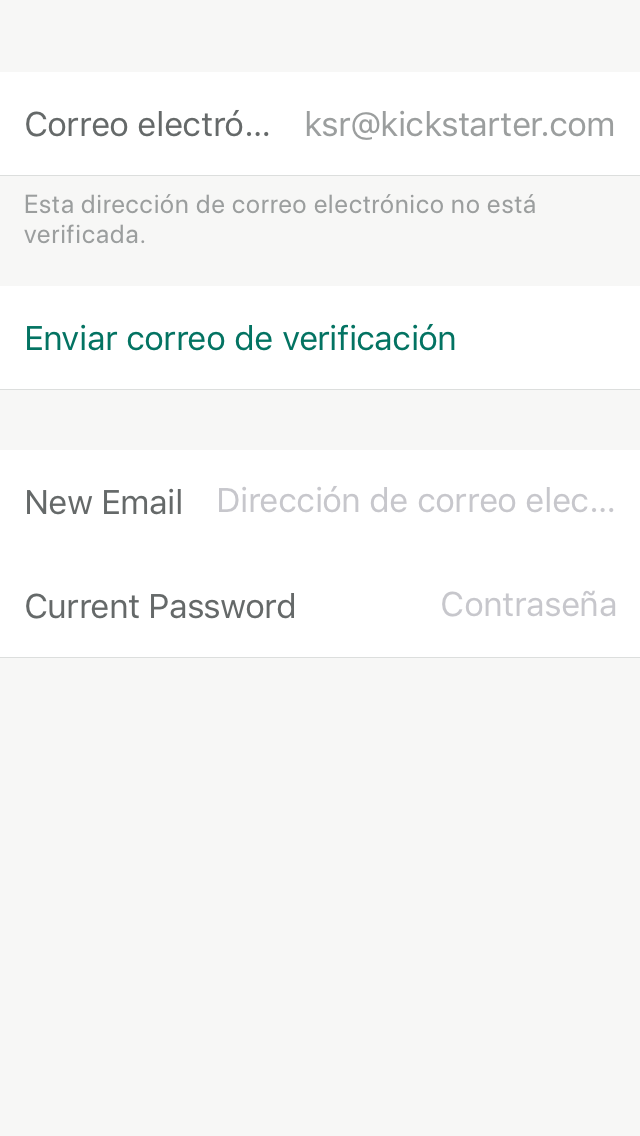 Correo electró... ksr@kickstarter.com
Esta dirección de correo electrónico no está
verificada.
Enviar correo de verificación
New Email Dirección de correo elec...
Current Password Contraseña